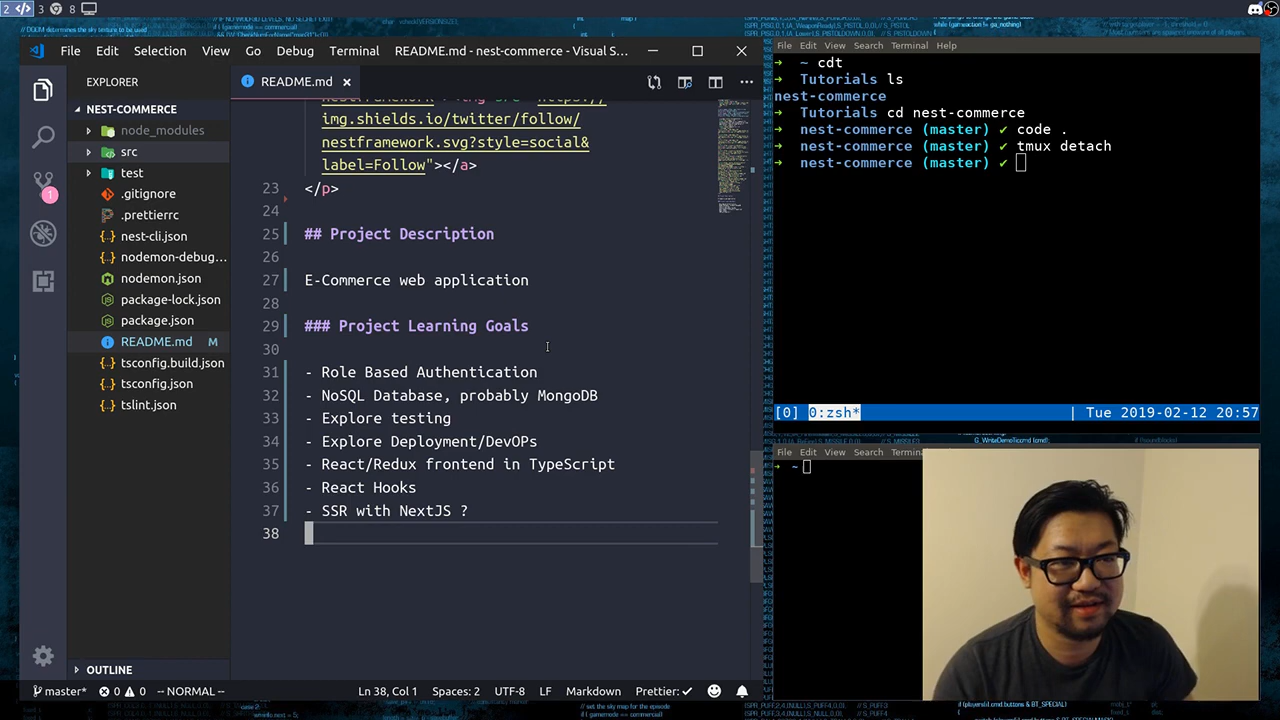 2 </> 3 8
File Edit Selection View Go Debug Terminal README.md - nest-commerce - Visual S...
EXPLORER
NEST-COMMERCE
node_modules
src
test
.gitignore
.prettierrc
nest-cli.json
nodemon-debug...
nodemon.json
package-lock.json
package.json
README.md M
tsconfig.build.json
tsconfig.json
tslint.json
OUTLINE
1
README.md
img.shields.io/twitter/follow/
nestframework.svg?style=social&
label=Follow"></a>
23 </p>
24
25 ## Project Description
26
27 E-Commerce web application
28
29 ### Project Learning Goals
30
31 - Role Based Authentication
32 - NoSQL Database, probably MongoDB
33 - Explore testing
34 - Explore Deployment/DevOPs
35 - React/Redux frontend in TypeScript
36 - React Hooks
37 - SSR with NextJS ?
38
master* 0 0 -- NORMAL -- Ln 38, Col 1 Spaces: 2 UTF-8 LF Markdown Prettier: ✓
File Edit View Search Terminal Help
→ ~ cdt
→ Tutorials ls
nest-commerce
→ Tutorials cd nest-commerce
→ nest-commerce (master) ✔ code .
→ nest-commerce (master) ✔ tmux detach
→ nest-commerce (master) ✔
[0] 0:zsh* | Tue 2019-02-12 20:57
File Edit View Search
→ ~